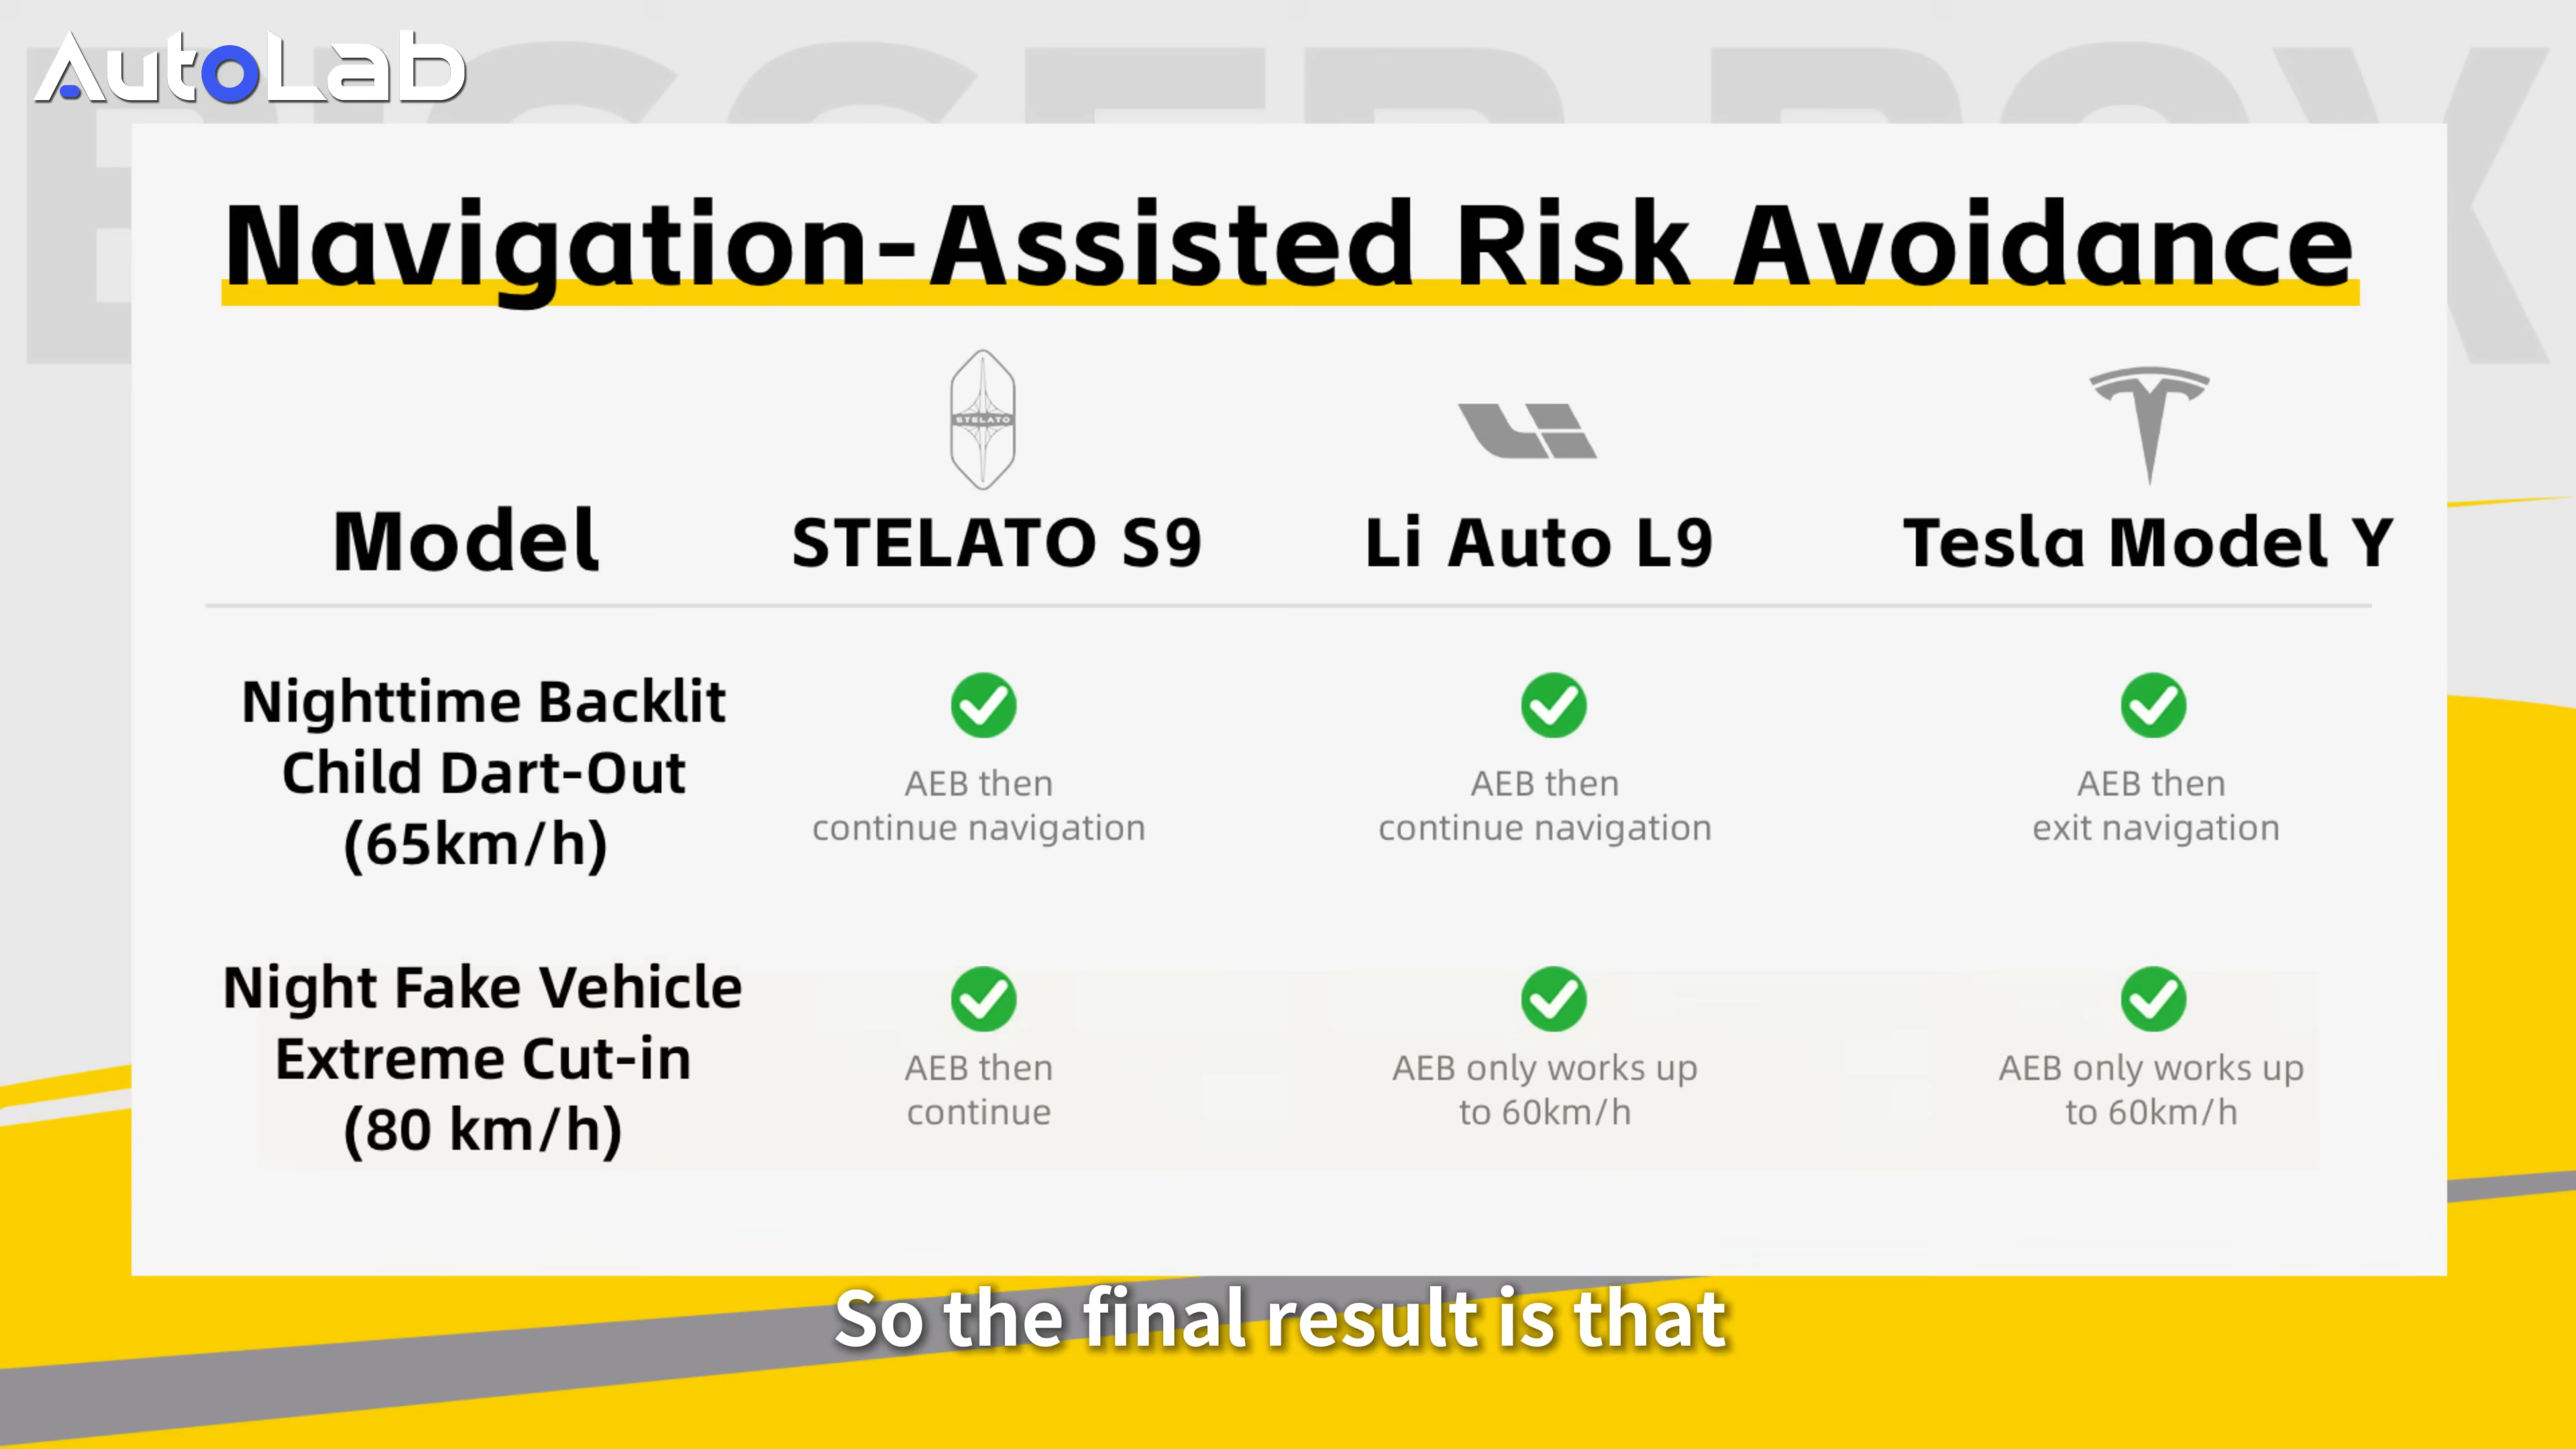 AutoLab
Navigation-Assisted Risk Avoidance
STELATO
Model STELATO S9 Li Auto L9 Tesla Model Y
Nighttime Backlit
Child Dart-Out
(65km/h)
AEB then
continue navigation
AEB then
continue navigation
AEB then
exit navigation
Night Fake Vehicle
Extreme Cut-in
(80 km/h)
AEB then
continue
AEB only works up
to 60km/h
AEB only works up
to 60km/h
So the final result is that